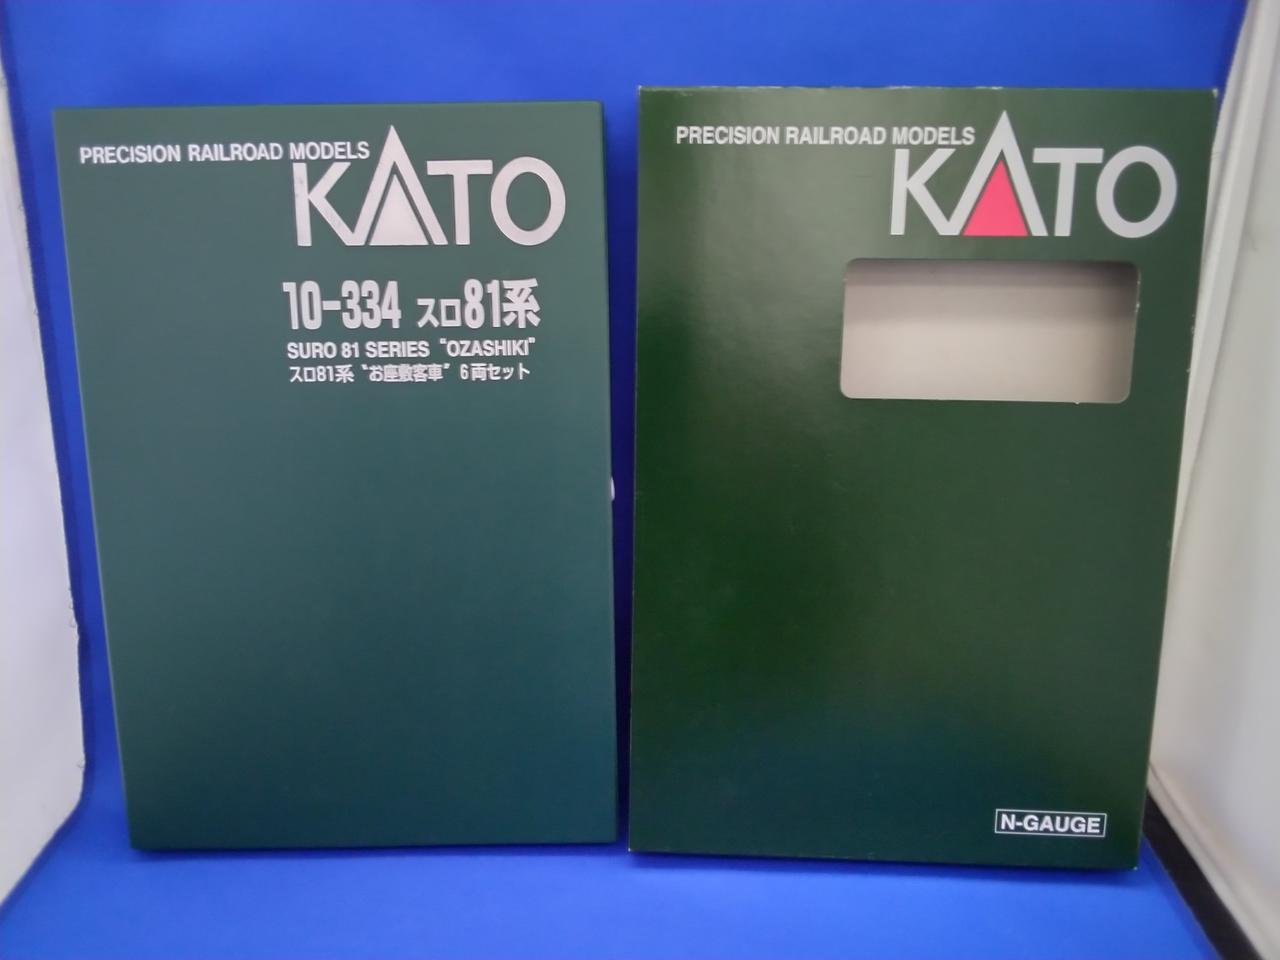 PRECISION RAILROAD MODELS
KATO
10-334 スロ81系
SURO 81 SERIES "OZASHIKI"
スロ81系 “お座敷客車” 6両セット
PRECISION RAILROAD MODELS
KATO
N-GAUGE